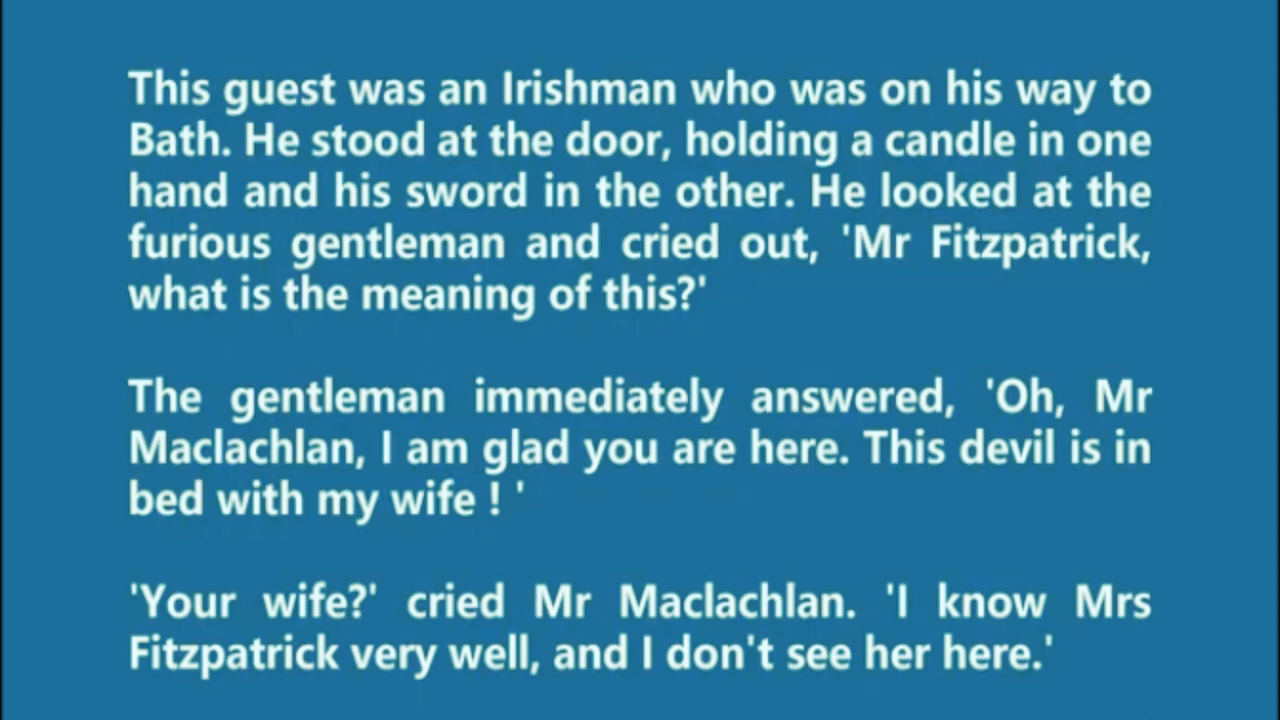 This guest was an Irishman who was on his way to
Bath. He stood at the door, holding a candle in one
hand and his sword in the other. He looked at the
furious gentleman and cried out, 'Mr Fitzpatrick,
what is the meaning of this?'
The gentleman immediately answered, 'Oh, Mr
Maclachlan, I am glad you are here. This devil is in
bed with my wife ! '
'Your wife?' cried Mr Maclachlan. 'I know Mrs
Fitzpatrick very well, and I don't see her here.'